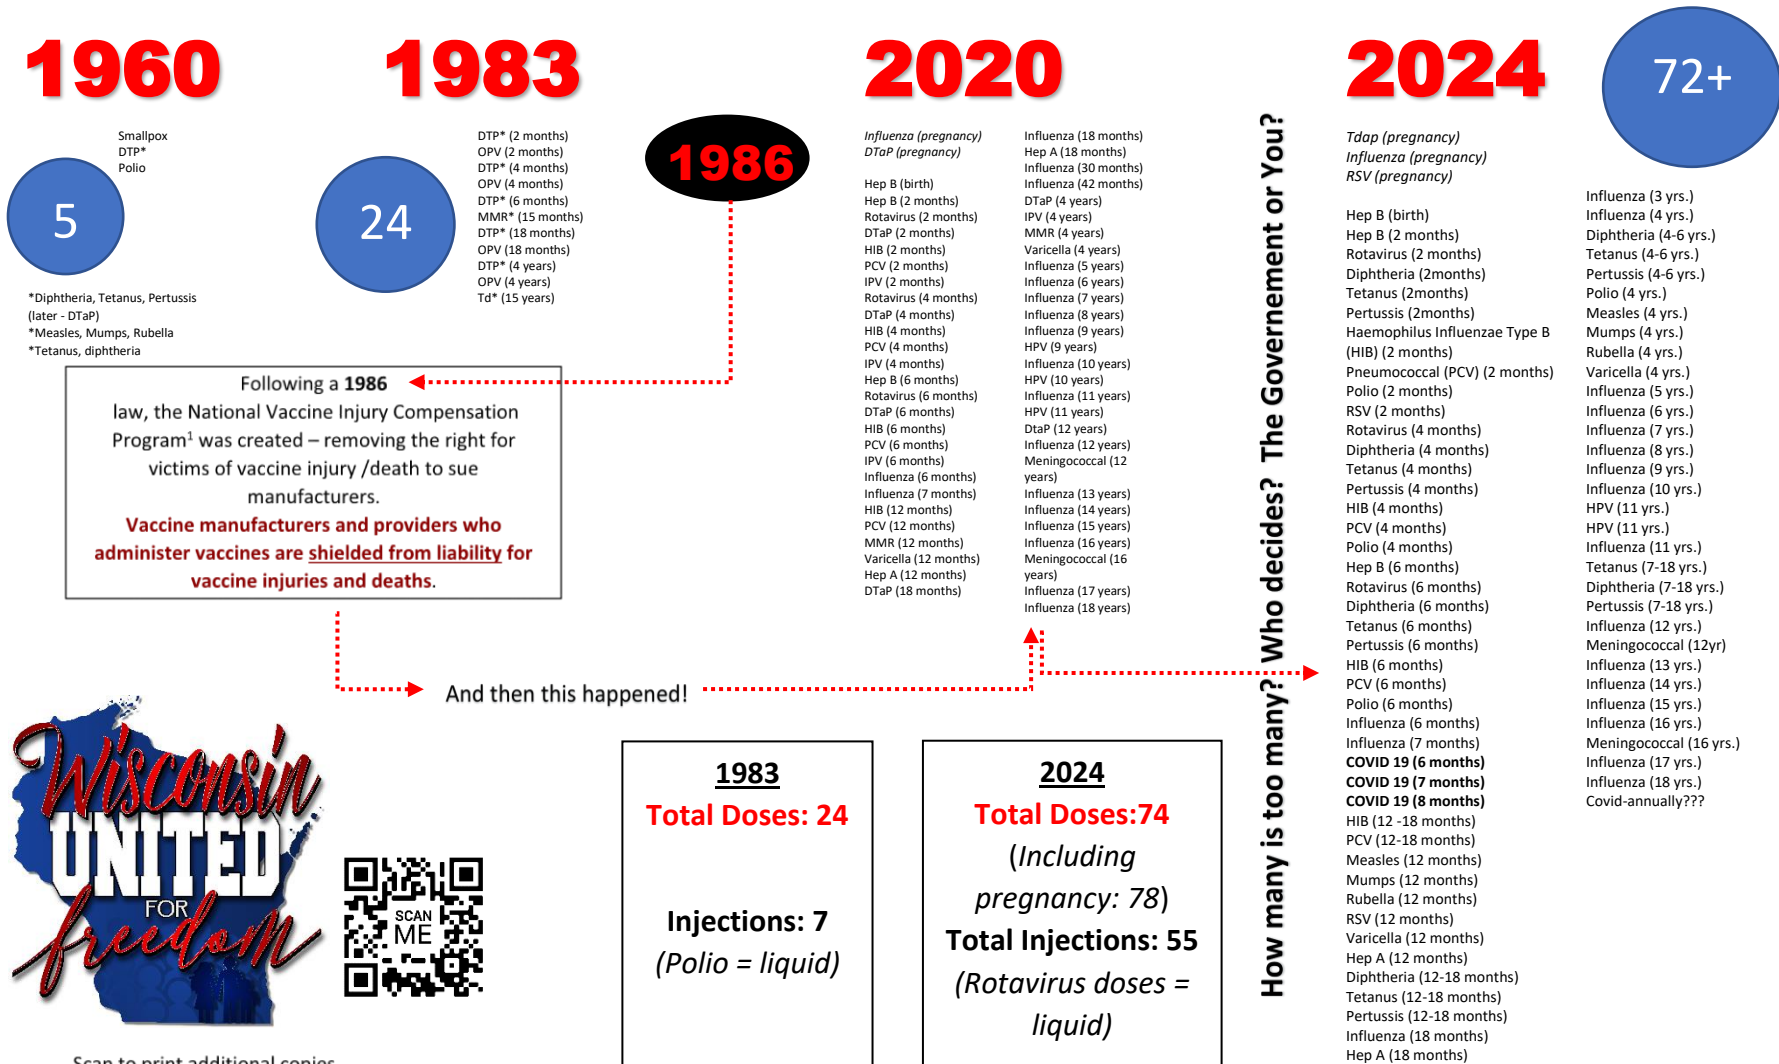 1960
5
Smallpox
DTP*
Polio
*Diphtheria, Tetanus, Pertussis
(later - DTaP)
*Measles, Mumps, Rubella
*Tetanus, diphtheria
1983
24
DTP* (2 months)
OPV (2 months)
DTP* (4 months)
OPV (4 months)
DTP* (6 months)
MMR* (15 months)
DTP* (18 months)
OPV (18 months)
DTP* (4 years)
OPV (4 years)
Td* (15 years)
1986
Following a 1986
law, the National Vaccine Injury Compensation
Program1 was created – removing the right for
victims of vaccine injury /death to sue
manufacturers.
Vaccine manufacturers and providers who
administer vaccines are shielded from liability for
vaccine injuries and deaths.
And then this happened!
2020
Influenza (pregnancy)
DTaP (pregnancy)
Hep B (birth)
Hep B (2 months)
Rotavirus (2 months)
DTaP (2 months)
HIB (2 months)
PCV (2 months)
IPV (2 months)
Rotavirus (4 months)
DTaP (4 months)
HIB (4 months)
PCV (4 months)
IPV (4 months)
Hep B (6 months)
Rotavirus (6 months)
DTaP (6 months)
HIB (6 months)
PCV (6 months)
IPV (6 months)
Influenza (6 months)
Influenza (7 months)
HIB (12 months)
PCV (12 months)
MMR (12 months)
Varicella (12 months)
Hep A (12 months)
DTaP (18 months)
Influenza (18 months)
Hep A (18 months)
Influenza (30 months)
Influenza (42 months)
DTaP (4 years)
IPV (4 years)
MMR (4 years)
Varicella (4 years)
Influenza (5 years)
Influenza (6 years)
Influenza (7 years)
Influenza (8 years)
Influenza (9 years)
HPV (9 years)
Influenza (10 years)
HPV (10 years)
Influenza (11 years)
HPV (11 years)
DtaP (12 years)
Influenza (12 years)
Meningococcal (12
years)
Influenza (13 years)
Influenza (14 years)
Influenza (15 years)
Influenza (16 years)
Meningococcal (16
years)
Influenza (17 years)
Influenza (18 years)
How many is too many? Who decides? The Governement or You?
2024
72+
Tdap (pregnancy)
Influenza (pregnancy)
RSV (pregnancy)
Hep B (birth)
Hep B (2 months)
Rotavirus (2 months)
Diphtheria (2months)
Tetanus (2months)
Pertussis (2months)
Haemophilus Influenzae Type B
(HIB) (2 months)
Pneumococcal (PCV) (2 months)
Polio (2 months)
RSV (2 months)
Rotavirus (4 months)
Diphtheria (4 months)
Tetanus (4 months)
Pertussis (4 months)
HIB (4 months)
PCV (4 months)
Polio (4 months)
Hep B (6 months)
Rotavirus (6 months)
Diphtheria (6 months)
Tetanus (6 months)
Pertussis (6 months)
HIB (6 months)
PCV (6 months)
Polio (6 months)
Influenza (6 months)
Influenza (7 months)
COVID 19 (6 months)
COVID 19 (7 months)
COVID 19 (8 months)
HIB (12 -18 months)
PCV (12-18 months)
Measles (12 months)
Mumps (12 months)
Rubella (12 months)
RSV (12 months)
Varicella (12 months)
Hep A (12 months)
Diphtheria (12-18 months)
Tetanus (12-18 months)
Pertussis (12-18 months)
Influenza (18 months)
Hep A (18 months)
Influenza (3 yrs.)
Influenza (4 yrs.)
Diphtheria (4-6 yrs.)
Tetanus (4-6 yrs.)
Pertussis (4-6 yrs.)
Polio (4 yrs.)
Measles (4 yrs.)
Mumps (4 yrs.)
Rubella (4 yrs.)
Varicella (4 yrs.)
Influenza (5 yrs.)
Influenza (6 yrs.)
Influenza (7 yrs.)
Influenza (8 yrs.)
Influenza (9 yrs.)
Influenza (10 yrs.)
HPV (11 yrs.)
HPV (11 yrs.)
Influenza (11 yrs.)
Tetanus (7-18 yrs.)
Diphtheria (7-18 yrs.)
Pertussis (7-18 yrs.)
Influenza (12 yrs.)
Meningococcal (12yr)
Influenza (13 yrs.)
Influenza (14 yrs.)
Influenza (15 yrs.)
Influenza (16 yrs.)
Meningococcal (16 yrs.)
Influenza (17 yrs.)
Influenza (18 yrs.)
Covid-annually???
Wisconsin
UNITED
FOR
freedom
SCAN
ME
Scan to print additional copies
1983
Total Doses: 24
Injections: 7
(Polio = liquid)
2024
Total Doses:74
(Including
pregnancy: 78)
Total Injections: 55
(Rotavirus doses =
liquid)